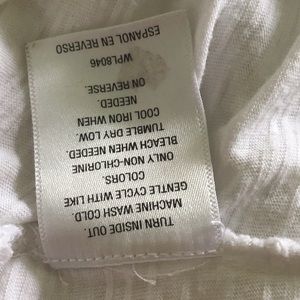 TURN INSIDE OUT.
MACHINE WASH COLD.
GENTLE CYCLE WITH LIKE
COLORS.
ONLY NON-CHLORINE
BLEACH WHEN NEEDED.
TUMBLE DRY LOW.
COOL IRON WHEN
NEEDED.
ON REVERSE.
WPL8046
ESPANOL EN REVERSO